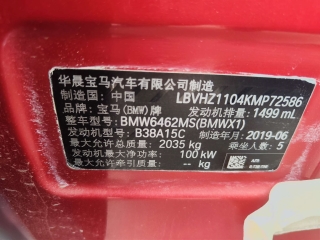 华晨宝马汽车有限公司制造
制造国：中国 LBVHZ1104KMP72586
品牌：宝马(BMW)牌 发动机排量：1499 mL
整车型号：BMW6462MS(BMWX1)
发动机型号：B38A15C 制造年月：2019-06
最大允许总质量：2035 kg 乘坐人数：5
发动机最大净功率：100 kW
最大允许牵引质量：-- kg